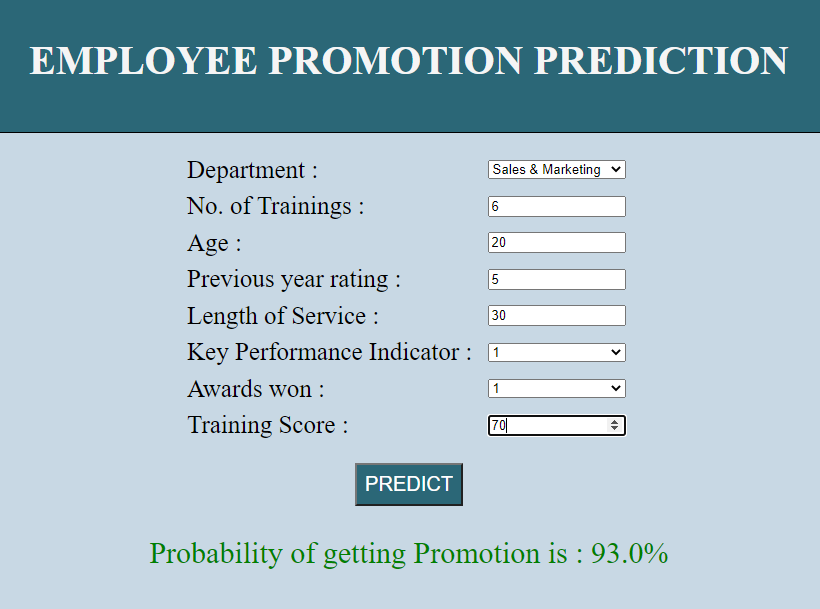 EMPLOYEE PROMOTION PREDICTION
Department : Sales & Marketing
No. of Trainings : 6
Age : 20
Previous year rating : 5
Length of Service : 30
Key Performance Indicator : 1
Awards won : 1
Training Score : 70
PREDICT
Probability of getting Promotion is : 93.0%